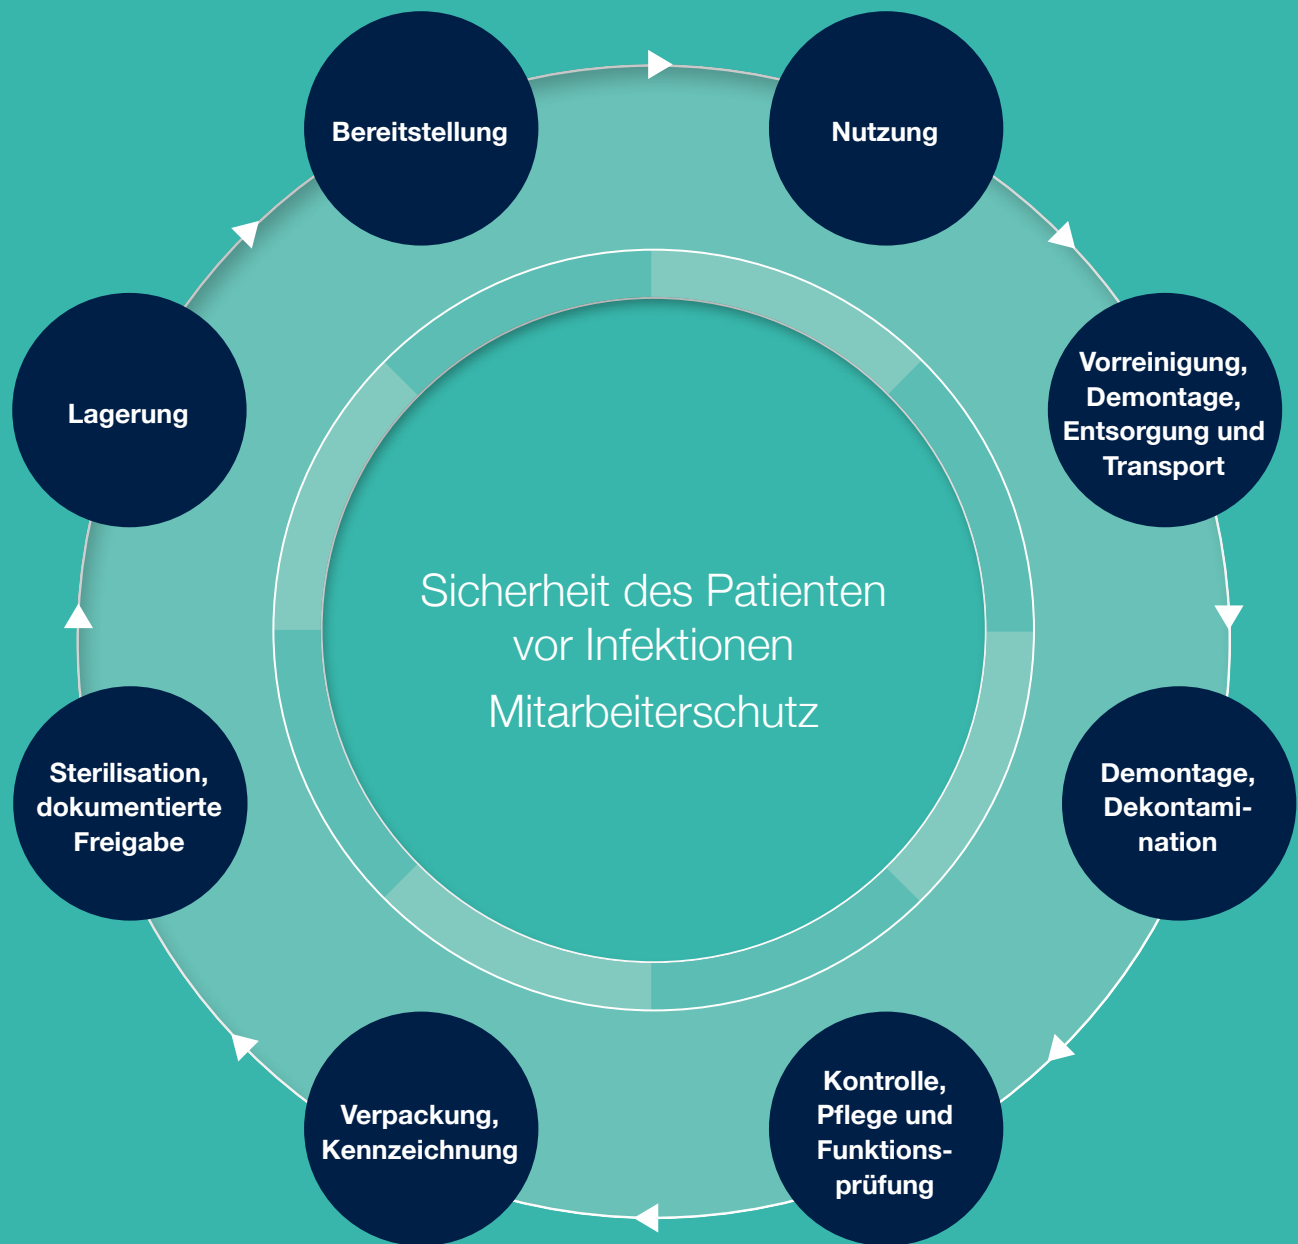 Bereitstellung
Nutzung
Vorreinigung,
Demontage,
Entsorgung und
Transport
Demontage,
Dekontami-
nation
Kontrolle,
Pflege und
Funktions-
prüfung
Verpackung,
Kennzeichnung
Sterilisation,
dokumentierte
Freigabe
Lagerung
Sicherheit des Patienten
vor Infektionen
Mitarbeiterschutz